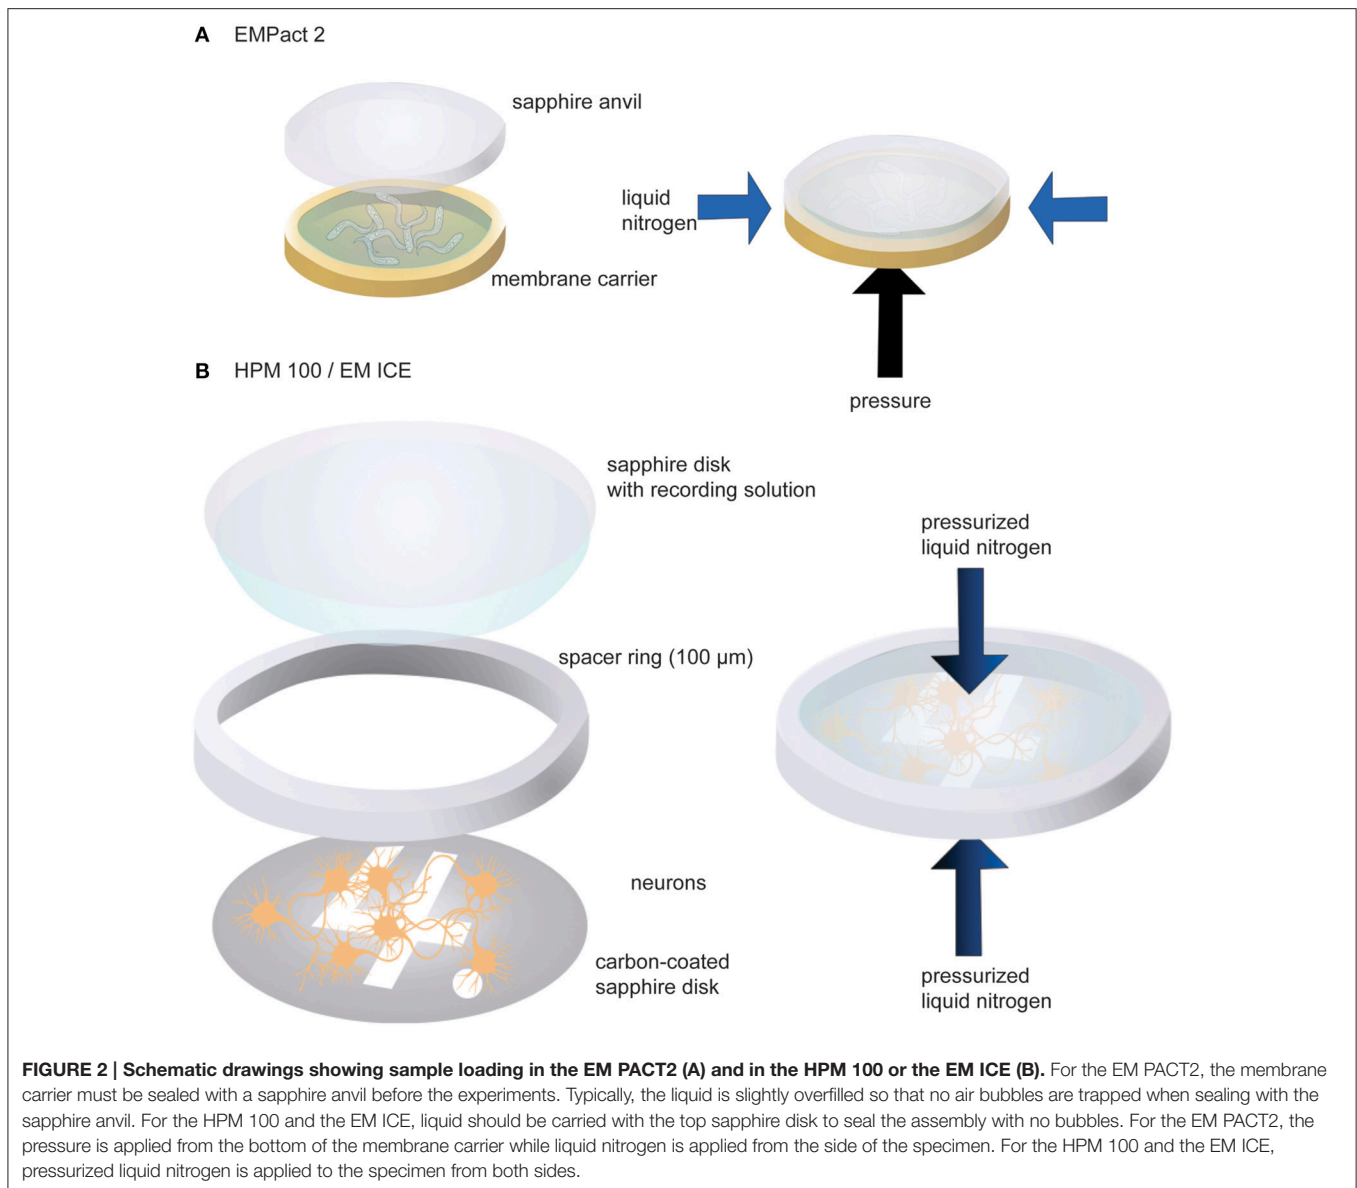 A EMPact 2
sapphire anvil
liquid
nitrogen
membrane carrier
pressure
B HPM 100 / EM ICE
sapphire disk
with recording solution
pressurized
liquid nitrogen
spacer ring (100 µm)
neurons
carbon-coated
sapphire disk
pressurized
liquid nitrogen
FIGURE 2 | Schematic drawings showing sample loading in the EM PACT2 (A) and in the HPM 100 or the EM ICE (B). For the EM PACT2, the membrane
carrier must be sealed with a sapphire anvil before the experiments. Typically, the liquid is slightly overfilled so that no air bubbles are trapped when sealing with the
sapphire anvil. For the HPM 100 and the EM ICE, liquid should be carried with the top sapphire disk to seal the assembly with no bubbles. For the EM PACT2, the
pressure is applied from the bottom of the membrane carrier while liquid nitrogen is applied from the side of the specimen. For the HPM 100 and the EM ICE,
pressurized liquid nitrogen is applied to the specimen from both sides.